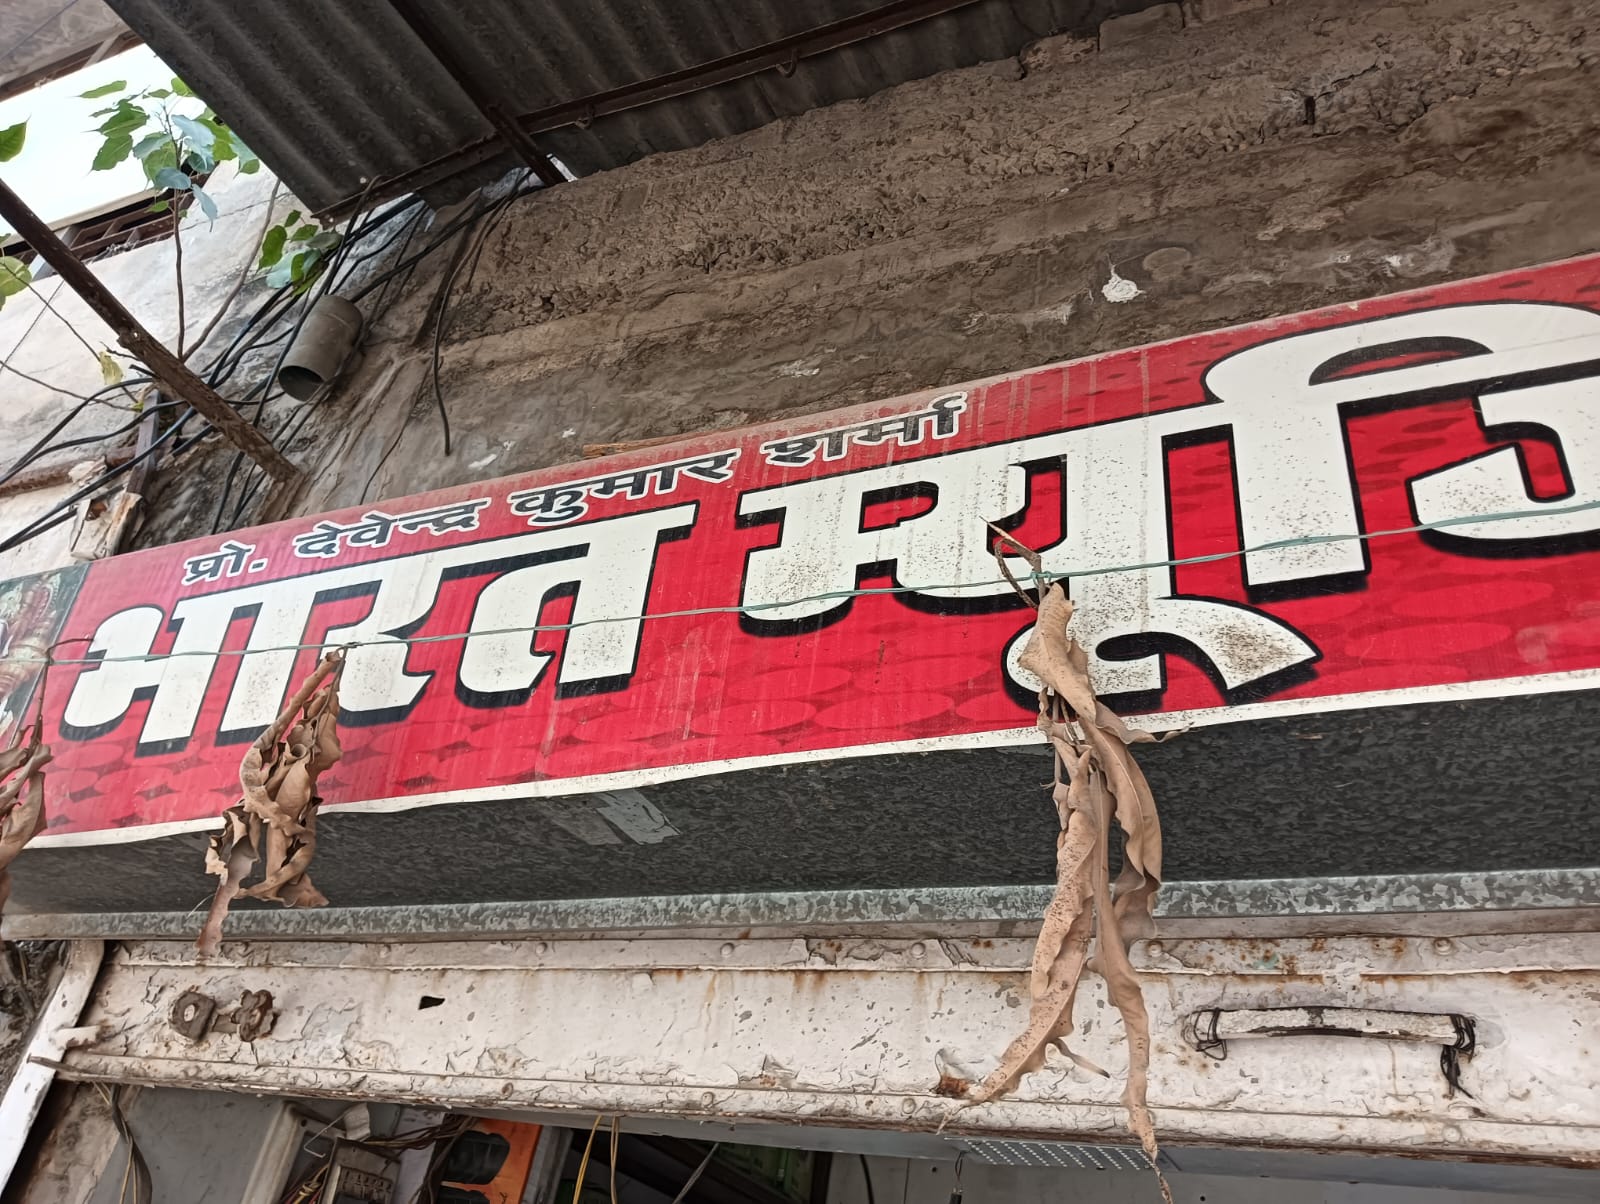 प्रो. देवेन्द्र कुमार शर्मा
भारत म्यूजि